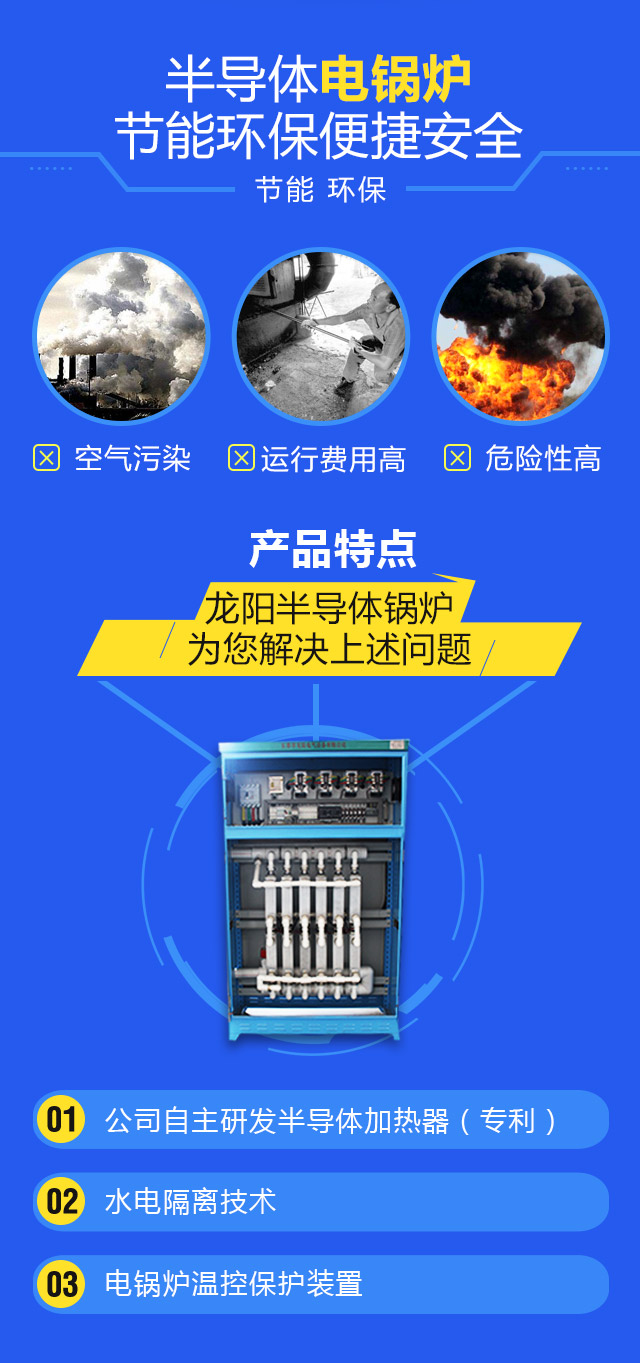 半导体电锅炉
节能环保便捷安全
节能 环保
空气污染
运行费用高
危险性高
产品特点
龙阳半导体锅炉
为您解决上述问题
01 公司自主研发半导体加热器（专利）
02 水电隔离技术
03 电锅炉温控保护装置